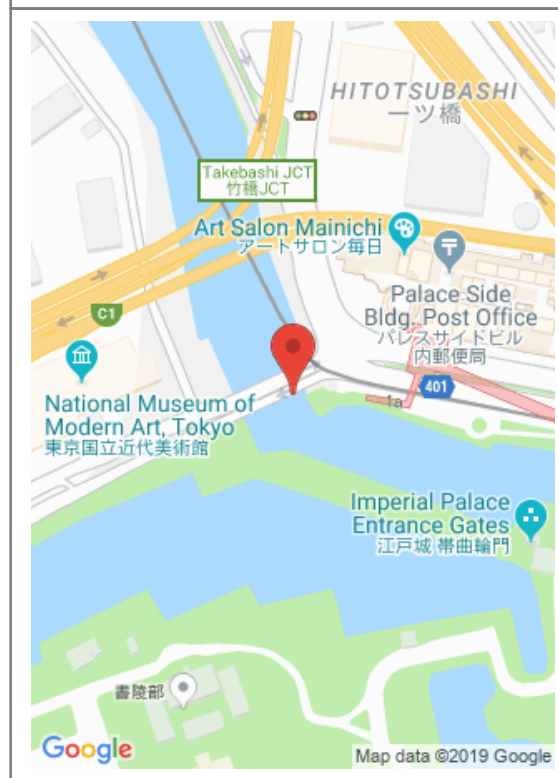 HITOTSUBASHI
一ツ橋
Takebashi JCT
竹橋JCT
Art Salon Mainichi
アートサロン毎日
Palace Side
Bldg. Post Office
パレスサイドビル
内郵便局
C1
401
1a
National Museum of
Modern Art, Tokyo
東京国立近代美術館
Imperial Palace
Entrance Gates
江戸城 帯曲輪門
書陵部
Google
Map data ©2019 Google